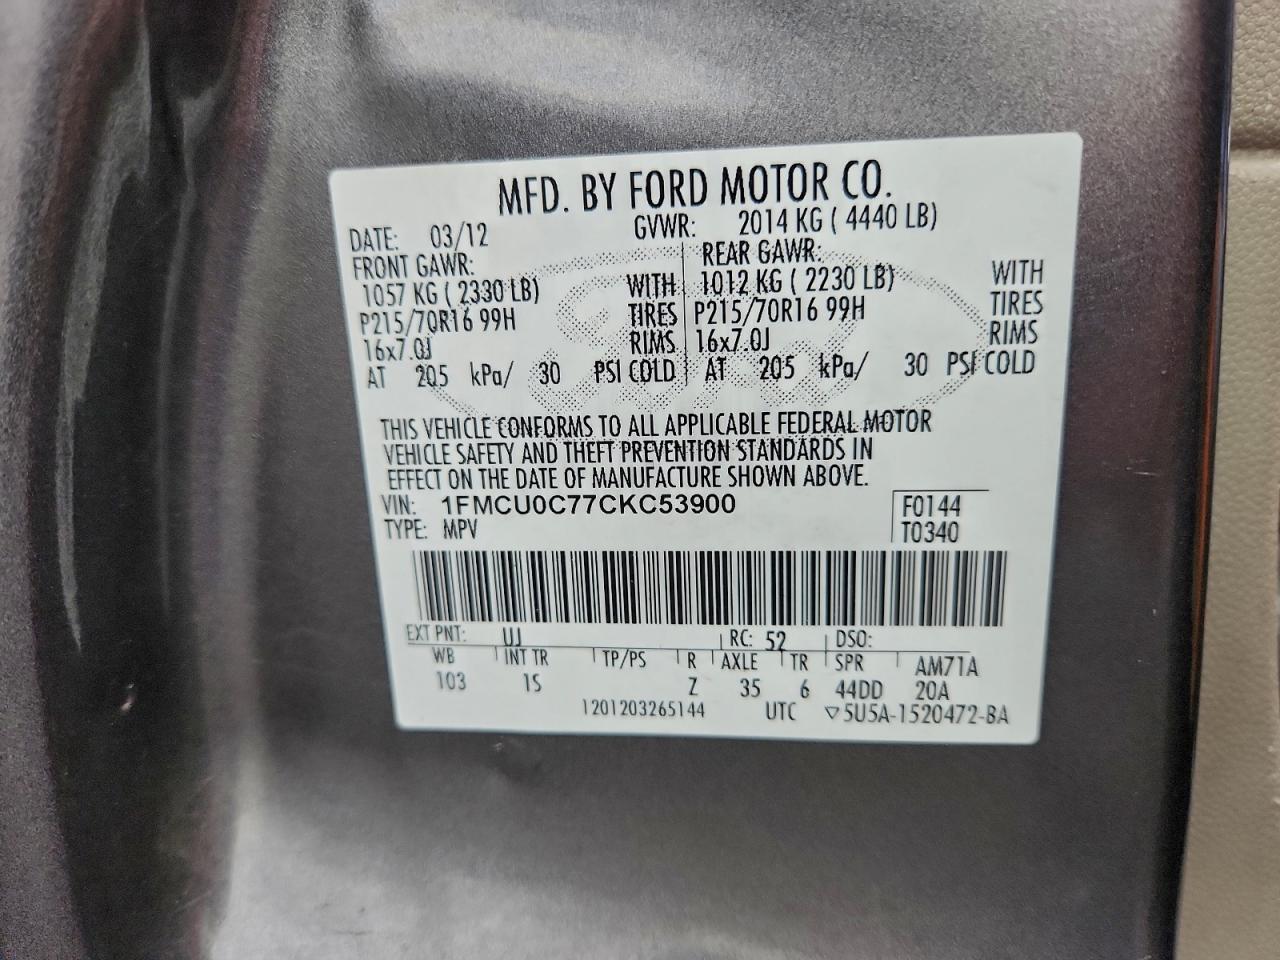 MFD. BY FORD MOTOR CO.
DATE: 03/12 GVWR: 2014 KG ( 4440 LB)
FRONT GAWR: REAR GAWR:
1057 KG ( 2330 LB) WITH 1012 KG ( 2230 LB) WITH
P215/70R16 99H TIRES P215/70R16 99H TIRES
16x7.0J RIMS 16x7.0J RIMS
AT 205 kPa/ 30 PSI COLD AT 205 kPa/ 30 PSI COLD
THIS VEHICLE CONFORMS TO ALL APPLICABLE FEDERAL MOTOR
VEHICLE SAFETY AND THEFT PREVENTION STANDARDS IN
EFFECT ON THE DATE OF MANUFACTURE SHOWN ABOVE.
VIN: 1FMCU0C77CKC53900 F0144
TYPE: MPV T0340
EXT PNT: UJ RC: 52 DSO:
WB INT TR TP/PS R AXLE TR SPR AM71A
103 1S Z 35 6 44DD 20A
1201203265144 UTC ▽5U5A-1520472-BA